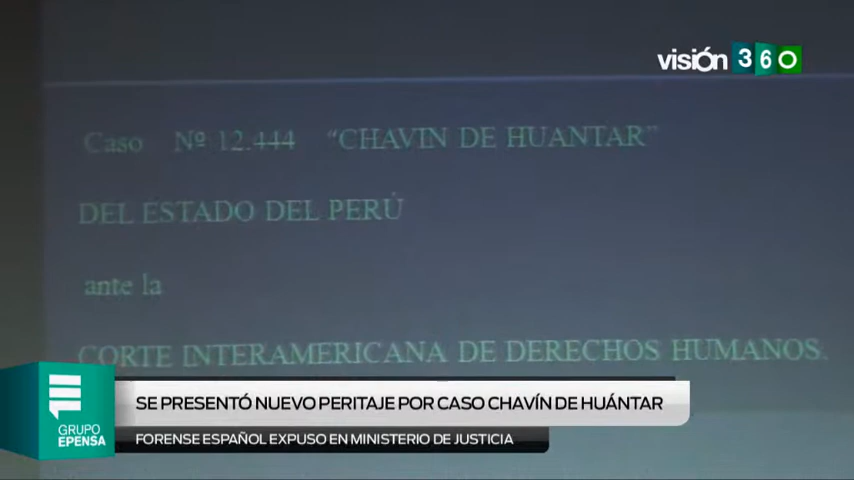 visión 360
Caso Nº 12.444 “CHAVIN DE HUANTAR”
DEL ESTADO DEL PERÚ
ante la
CORTE INTERAMERICANA DE DERECHOS HUMANOS.
SE PRESENTÓ NUEVO PERITAJE POR CASO CHAVÍN DE HUÁNTAR
FORENSE ESPAÑOL EXPUSO EN MINISTERIO DE JUSTICIA
GRUPO
EPENSA